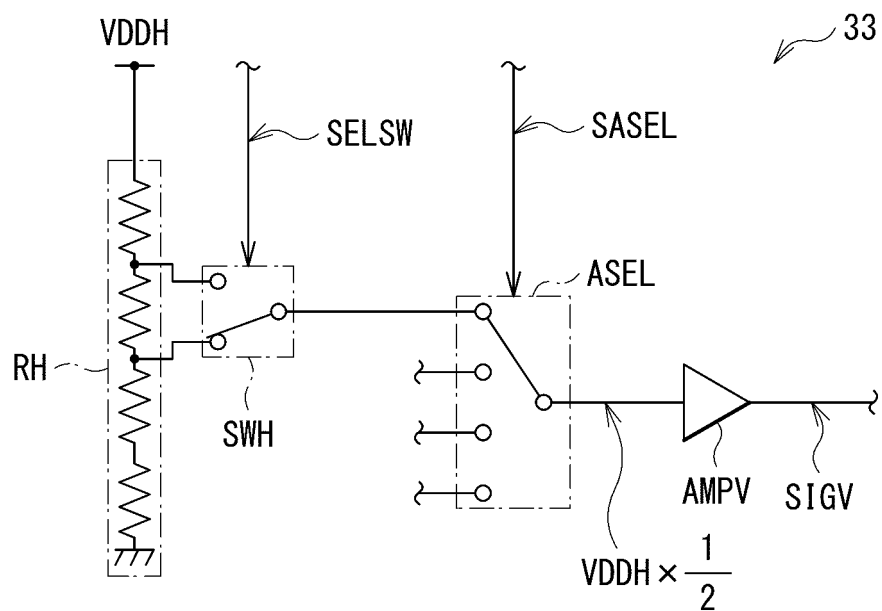 33
VDDH
SELSW
SASEL
ASEL
RH
SWH
AMPV
SIGV
VDDH × 1/2